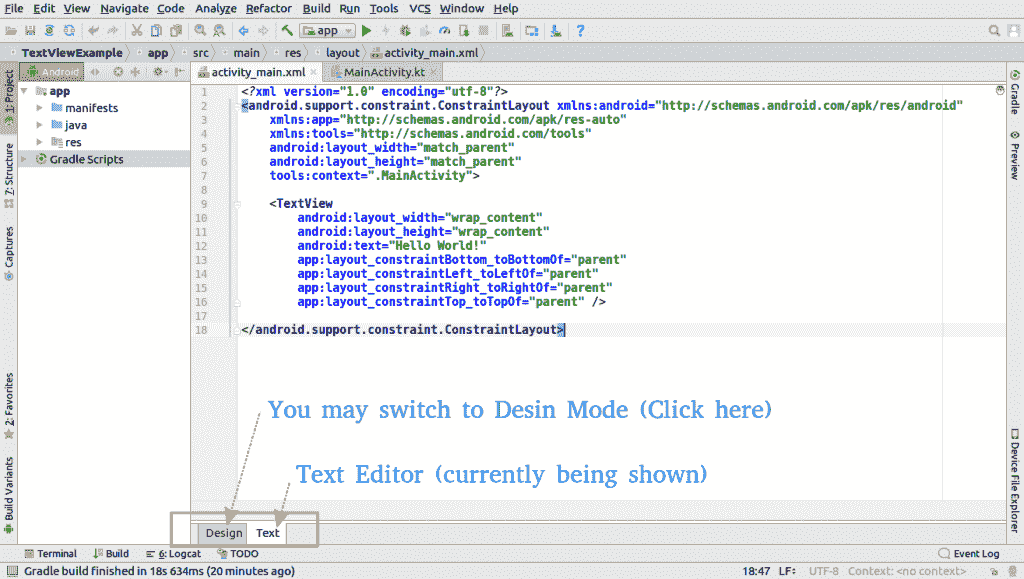 File Edit View Navigate Code Analyze Refactor Build Run Tools VCS Window Help
app
TextViewExample app src main res layout activity_main.xml
1: Project
Android
activity_main.xml
MainActivity.kt
app
manifests
java
res
Gradle Scripts
Z: Structure
Captures
2: Favorites
Build Variants
1 <?xml version="1.0" encoding="utf-8"?>
2 <android.support.constraint.ConstraintLayout xmlns:android="http://schemas.android.com/apk/res/android"
3 xmlns:app="http://schemas.android.com/apk/res-auto"
4 xmlns:tools="http://schemas.android.com/tools"
5 android:layout_width="match_parent"
6 android:layout_height="match_parent"
7 tools:context=".MainActivity">
8
9 <TextView
10 android:layout_width="wrap_content"
11 android:layout_height="wrap_content"
12 android:text="Hello World!"
13 app:layout_constraintBottom_toBottomOf="parent"
14 app:layout_constraintLeft_toLeftOf="parent"
15 app:layout_constraintRight_toRightOf="parent"
16 app:layout_constraintTop_toTopOf="parent" />
17
18 </android.support.constraint.ConstraintLayout>
You may switch to Desin Mode (Click here)
Text Editor (currently being shown)
Design Text
Gradle
Preview
Device File Explorer
Terminal Build 6: Logcat TODO Event Log
Gradle build finished in 18s 634ms (20 minutes ago) 18:47 LF: UTF-8 Context: <no context>